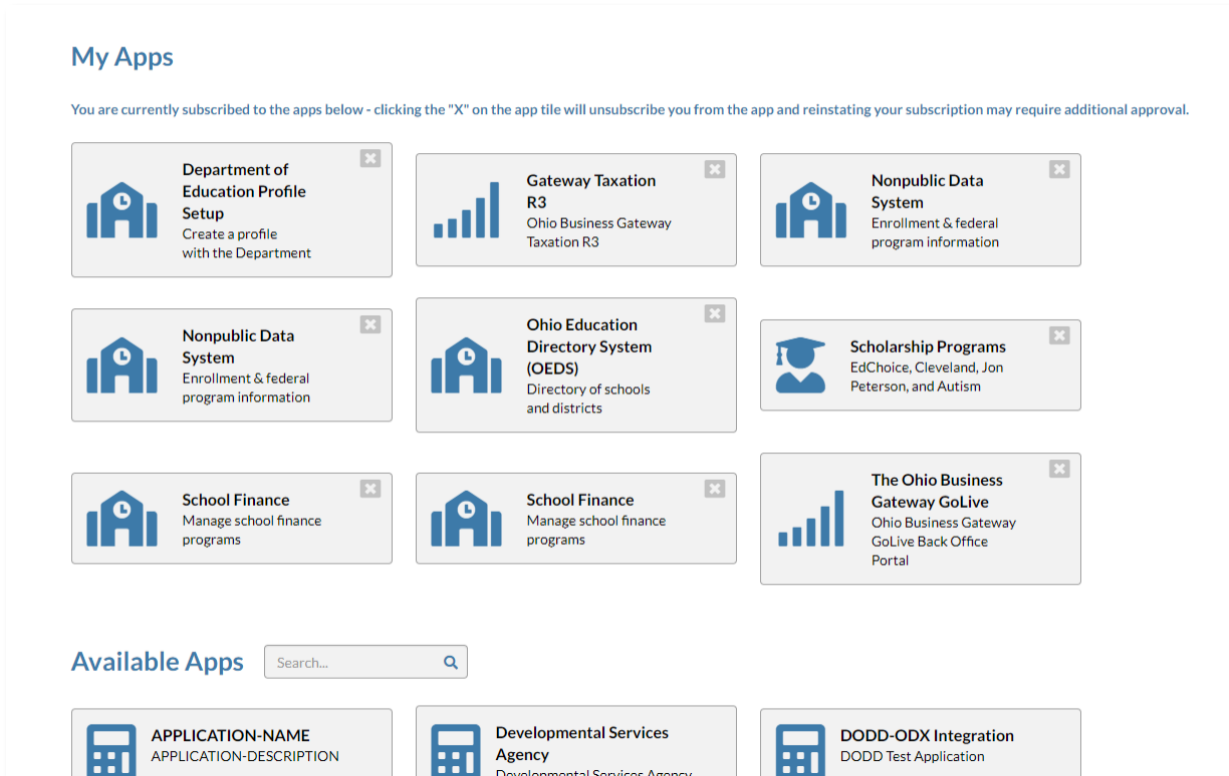 My Apps
You are currently subscribed to the apps below - clicking the "X" on the app tile will unsubscribe you from the app and reinstating your subscription may require additional approval.
Department of
Education Profile
Setup
Create a profile
with the Department
Gateway Taxation
R3
Ohio Business Gateway
Taxation R3
Nonpublic Data
System
Enrollment & federal
program information
Nonpublic Data
System
Enrollment & federal
program information
Ohio Education
Directory System
(OEDS)
Directory of schools
and districts
Scholarship Programs
EdChoice, Cleveland, Jon
Peterson, and Autism
School Finance
Manage school finance
programs
School Finance
Manage school finance
programs
The Ohio Business
Gateway GoLive
Ohio Business Gateway
GoLive Back Office
Portal
Available Apps
Search...
APPLICATION-NAME
APPLICATION-DESCRIPTION
Developmental Services
Agency
Developmental Services Agency
DODD-ODX Integration
DODD Test Application